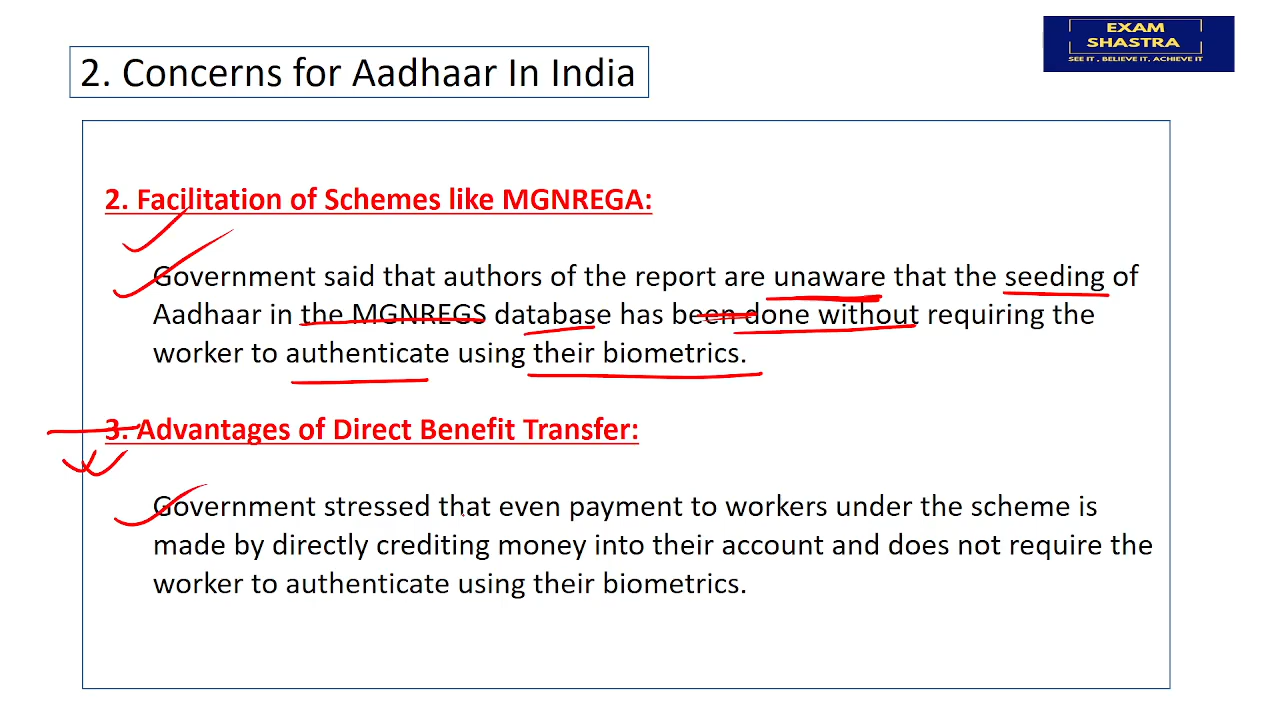 EXAM
SHASTRA
SEE IT , BELIEVE IT, ACHIEVE IT
2. Concerns for Aadhaar In India
2. Facilitation of Schemes like MGNREGA:
Government said that authors of the report are unaware that the seeding of
Aadhaar in the MGNREGS database has been done without requiring the
worker to authenticate using their biometrics.
3. Advantages of Direct Benefit Transfer:
Government stressed that even payment to workers under the scheme is
made by directly crediting money into their account and does not require the
worker to authenticate using their biometrics.